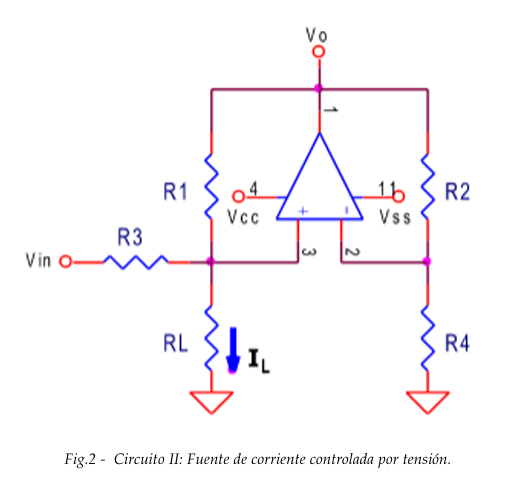 Vo
1
R1
4
11
R2
Vcc
+
-
Vss
R3
3
2
Vin
RL
IL
R4
Fig.2 - Circuito II: Fuente de corriente controlada por tensión.